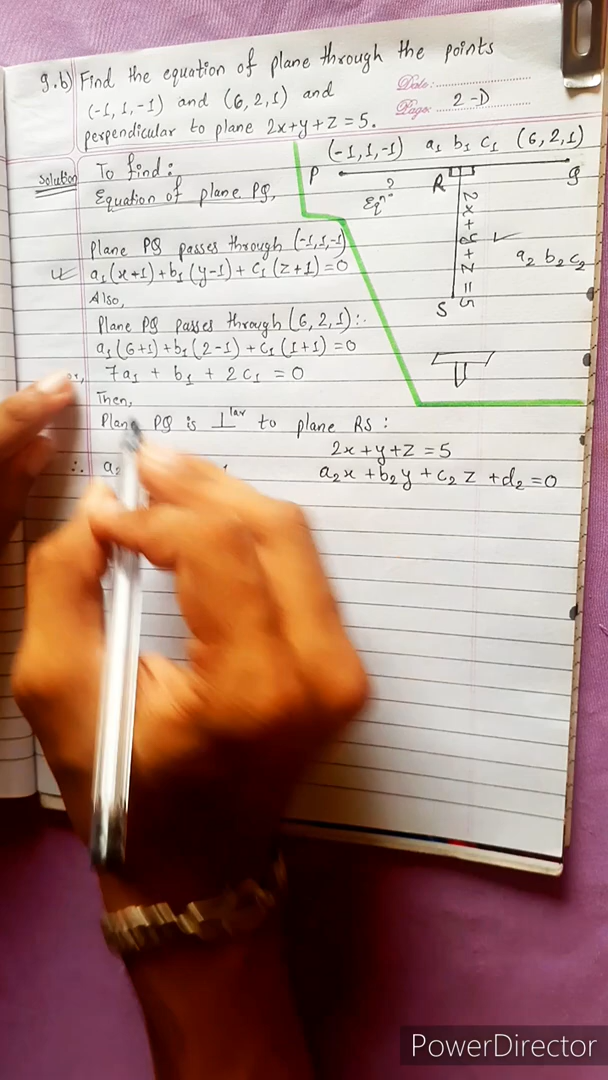 9.b) Find the equation of plane through the points
(-1, 1, -1) and (6, 2, 1) and
perpendicular to plane 2x+y+z=5.
Date:
Page: 2-D
Solution
To find:
Equation of plane PQ,
(-1,1,-1) a₁ b₁ c₁ (6,2,1)
P R Q
?
Eqⁿ
2x+y+z=5
a₂ b₂ c₂
S
Plane PQ passes through (-1,1,-1)
a₁(x+1)+b₁(y-1)+c₁(z+1)=0
Also,
Plane PQ passes through (6,2,1):-
a₁(6+1)+b₁(2-1)+c₁(1+1)=0
or, 7a₁ + b₁ + 2c₁ = 0
Then,
Plane PQ is ⊥lar to plane RS:
2x+y+z=5
∴ a₂
a₂x+b₂y+c₂z+d₂=0
PowerDirector